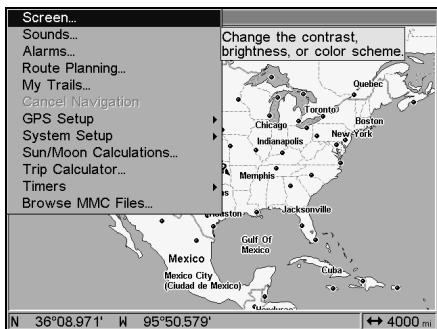 Screen...
Sounds...
Alarms...
Route Planning...
My Trails...
Cancel Navigation
GPS Setup
System Setup
Sun/Moon Calculations...
Trip Calculator...
Timers
Browse MMC Files...
Change the contrast,
brightness, or color scheme.
Quebec
Toronto
Boston
Chicago
New York
Indianapolis
Memphis
Jacksonville
Gulf Of
Mexico
Mexico
Cuba
Mexico City
(Ciudad de Mexico)
N 36°08.971' W 95°50.579' ↔ 4000 mi